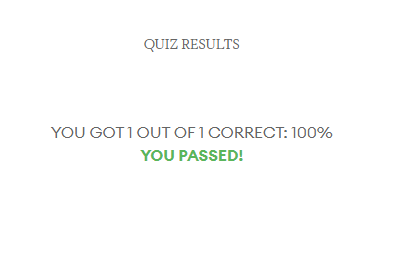 QUIZ RESULTS
YOU GOT 1 OUT OF 1 CORRECT: 100%
YOU PASSED!